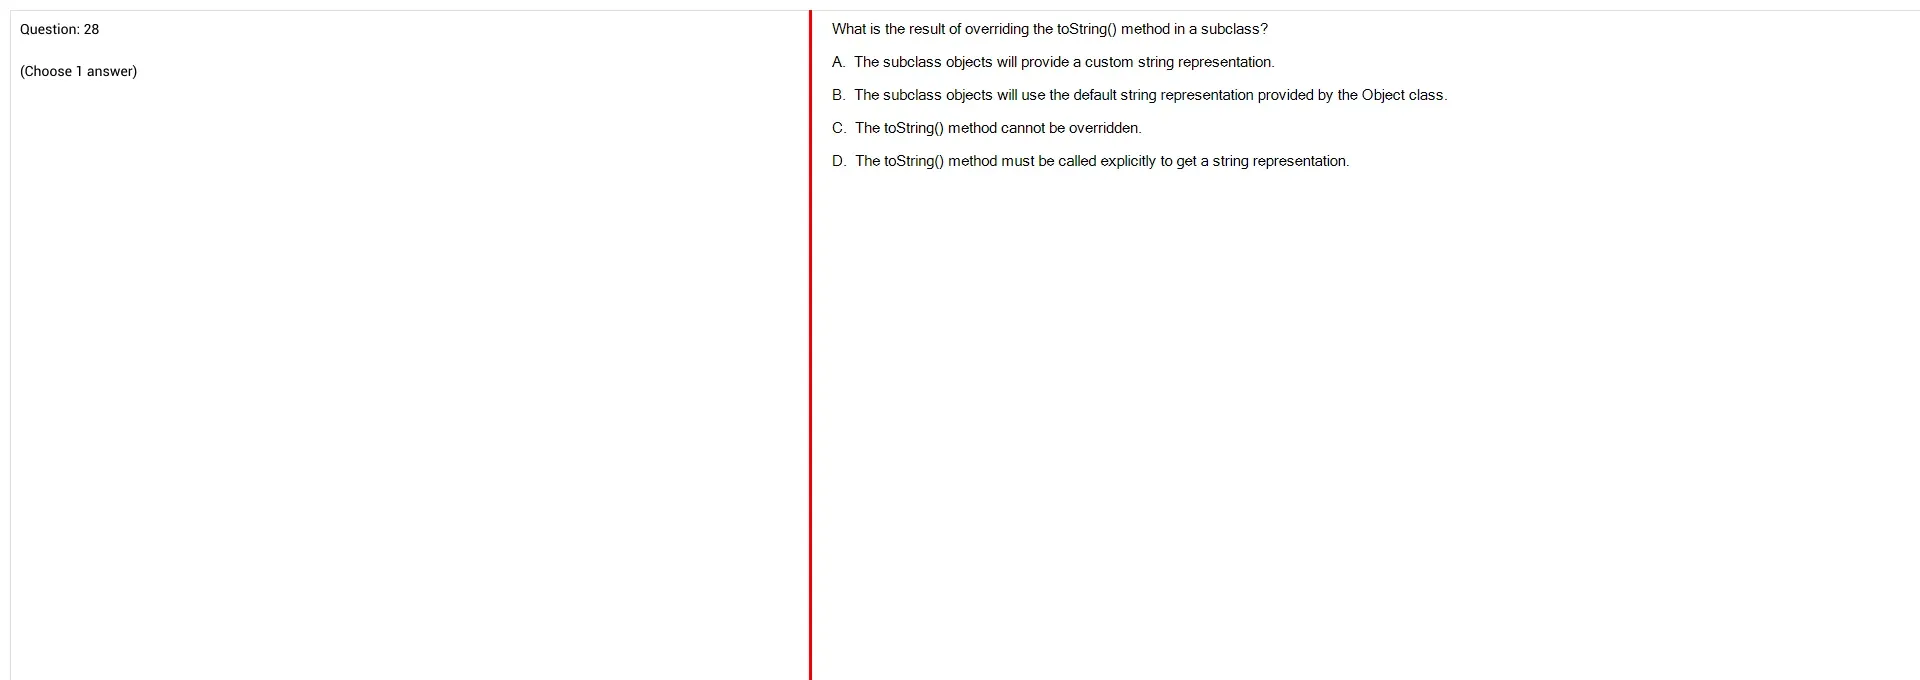 Question: 28
(Choose 1 answer)
What is the result of overriding the toString() method in a subclass?
A. The subclass objects will provide a custom string representation.
B. The subclass objects will use the default string representation provided by the Object class.
C. The toString() method cannot be overridden.
D. The toString() method must be called explicitly to get a string representation.